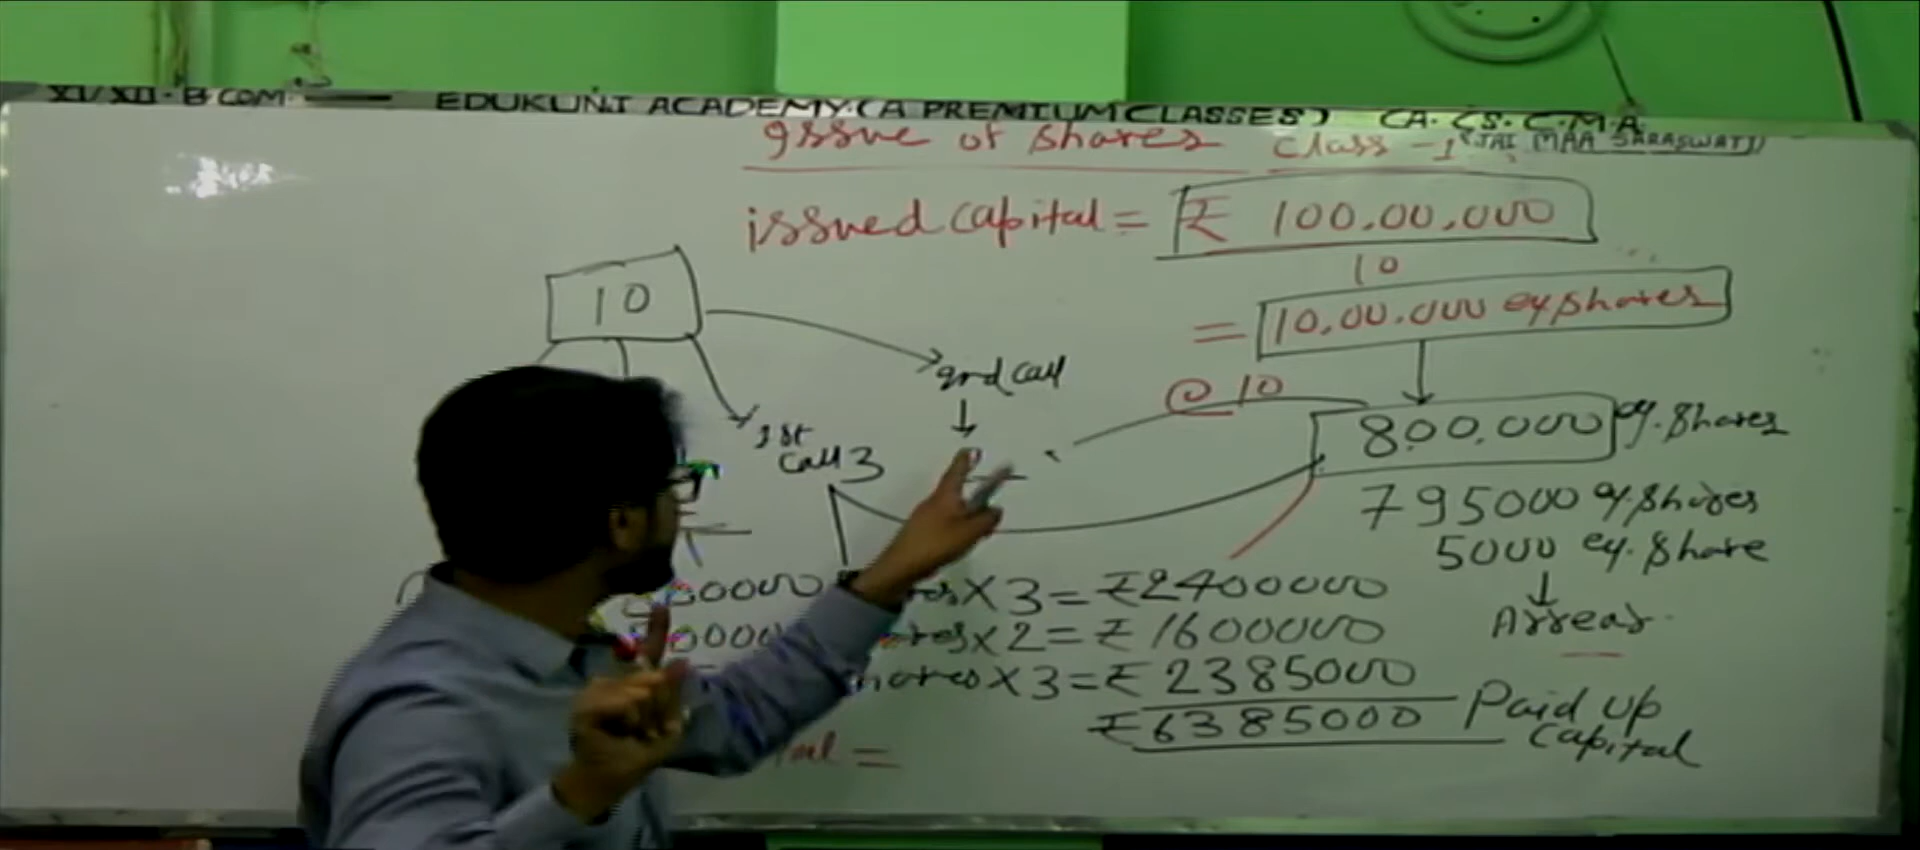 XI/XII. B COM — EDUKUNJ ACADEMY. (A PREMIUM CLASSES) CA. CS. C.M.A
Issue of shares Class -1 (JAI MAA SARASWATI)
issued capital = ₹ 100,00,000
10
= 10,00,000 eq shares
10
2nd call
@ 10
1st call 3
800,000 eq. shares
795000 eq. shares
5000 eq. share
Arrear
X 3 = ₹2400000
X 2 = ₹1600000
X 3 = ₹2385000
₹6385000 Paid up Capital
=